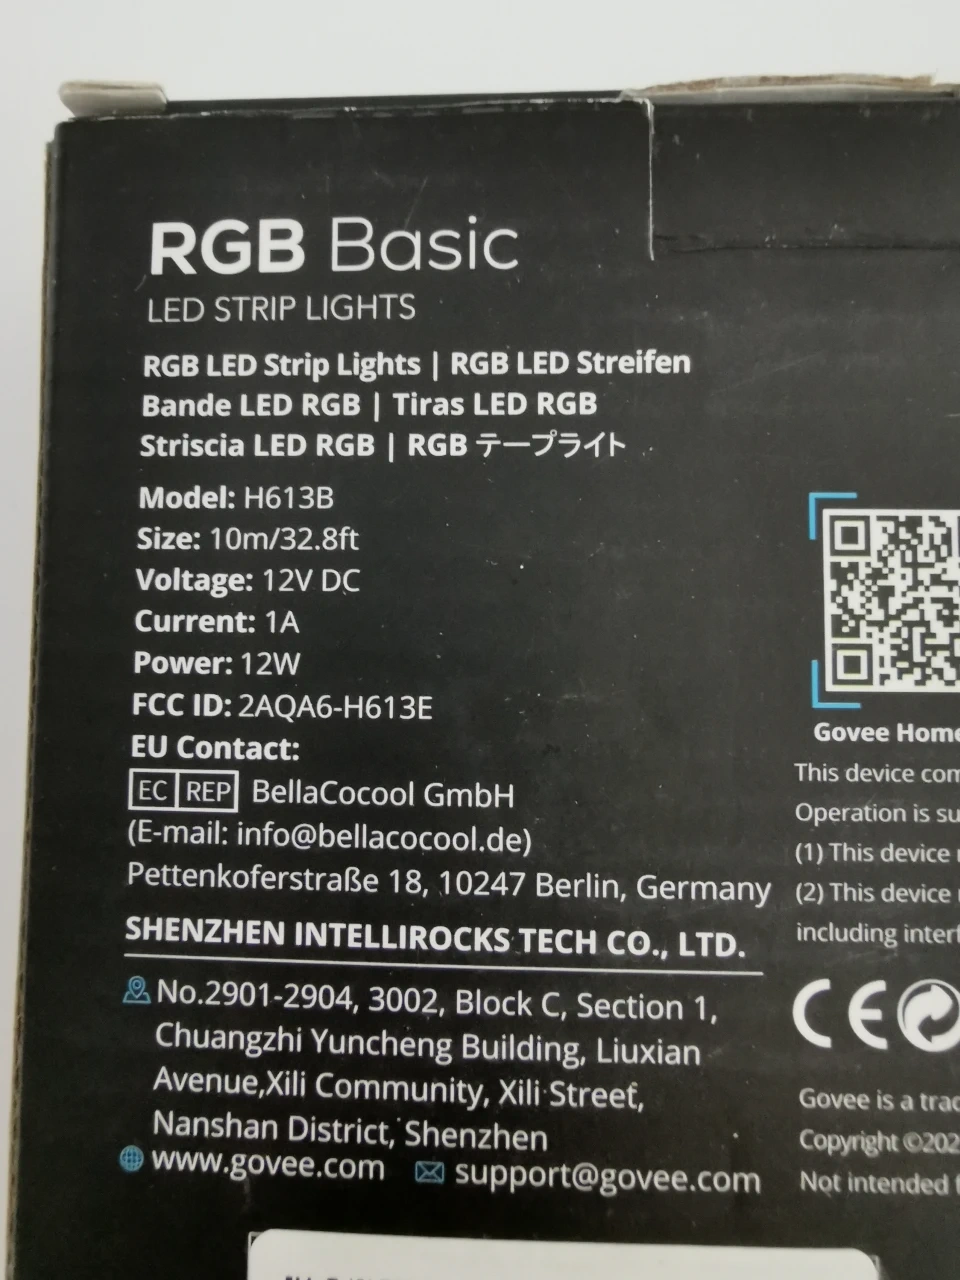 RGB Basic
LED STRIP LIGHTS
RGB LED Strip Lights | RGB LED Streifen
Bande LED RGB | Tiras LED RGB
Striscia LED RGB | RGB テープライト
Model: H613B
Size: 10m/32.8ft
Voltage: 12V DC
Current: 1A
Power: 12W
FCC ID: 2AQA6-H613E
EU Contact:
EC REP BellaCocool GmbH
(E-mail: info@bellacocool.de)
Pettenkoferstraße 18, 10247 Berlin, Germany
SHENZHEN INTELLIROCKS TECH CO., LTD.
No.2901-2904, 3002, Block C, Section 1,
Chuangzhi Yuncheng Building, Liuxian
Avenue,Xili Community, Xili Street,
Nanshan District, Shenzhen
www.govee.com support@govee.com
Govee Home
This device
Operation is
(1) This device
(2) This device
including
CE
Govee is a
Copyright ©202
Not intended